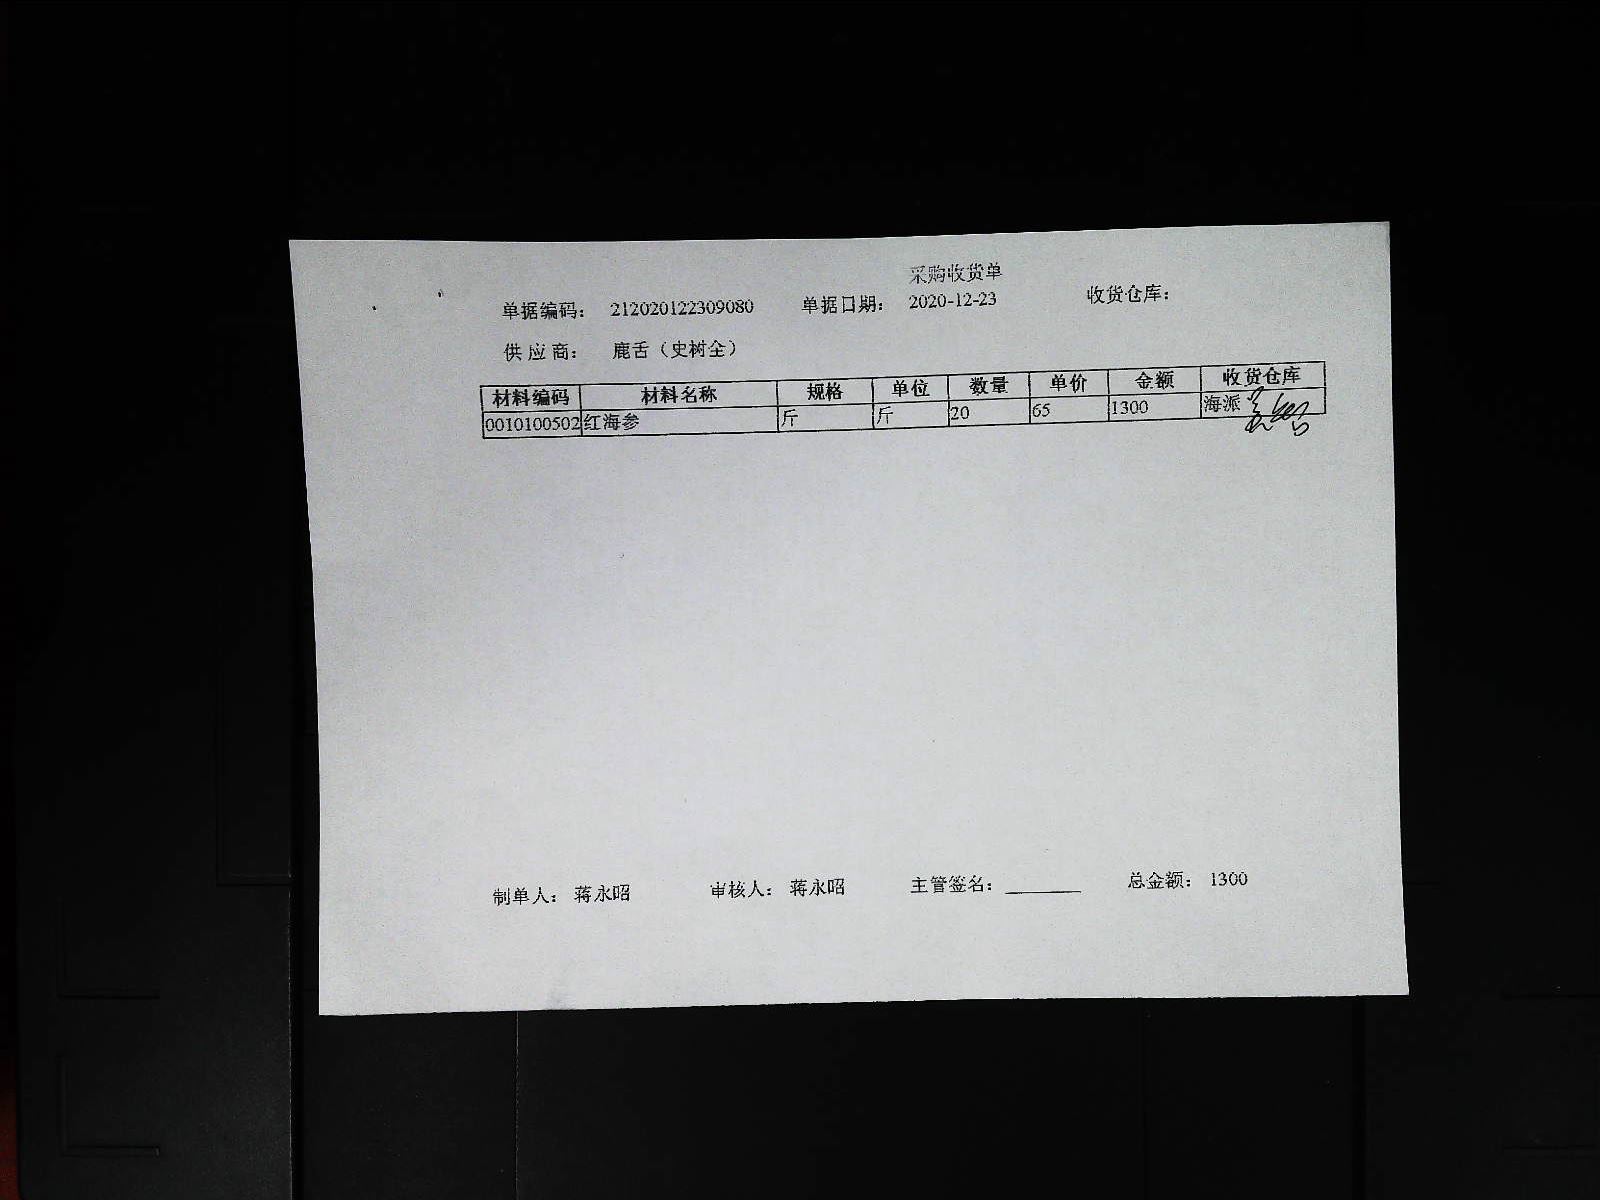 采购收货单
单据编码： 212020122309080 单据日期： 2020-12-23 收货仓库：
供 应 商： 鹿舌（史树全）
材料编码 材料名称 规格 单位 数量 单价 金额 收货仓库
0010100502 红海参 斤 斤 20 65 1300 海派
制单人： 蒋永昭 审核人： 蒋永昭 主管签名： 总金额： 1300